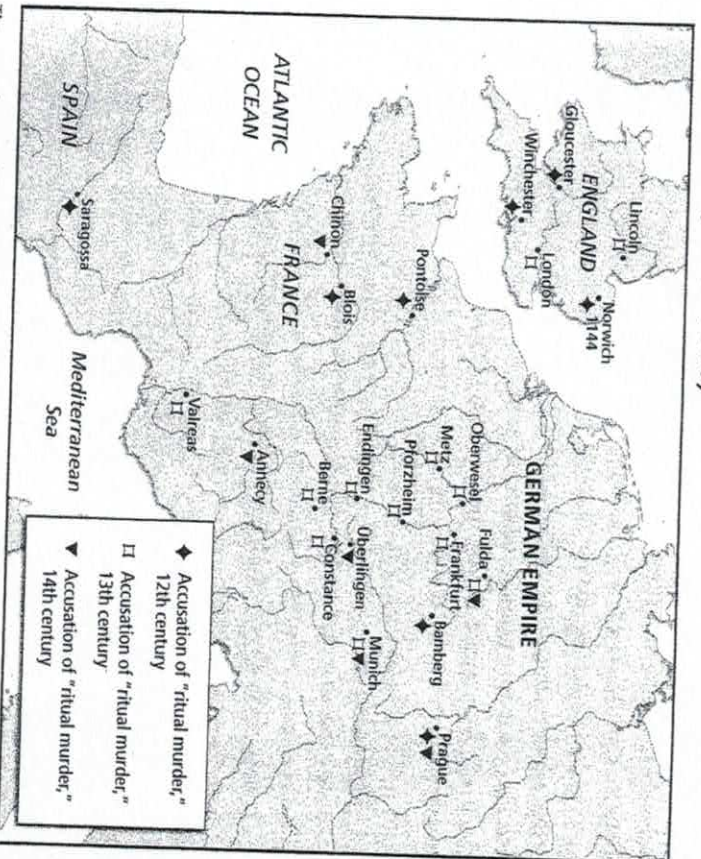 ATLANTIC
OCEAN
SPAIN
Saragossa
ENGLAND
Lincoln
Gloucester
Norwich
1144
Winchester
London
Pontoise
Chinon
Blois
FRANCE
Mediterranean
Sea
Valreas
Annecy
GERMAN EMPIRE
Oberwesel
Metz
Fulda
Frankfurt
Pforzheim
Endingen
Bamberg
Berne
Überlingen
Constance
Munich
Prague
Accusation of "ritual murder,"
12th century
Accusation of "ritual murder,"
13th century
Accusation of "ritual murder,"
14th century